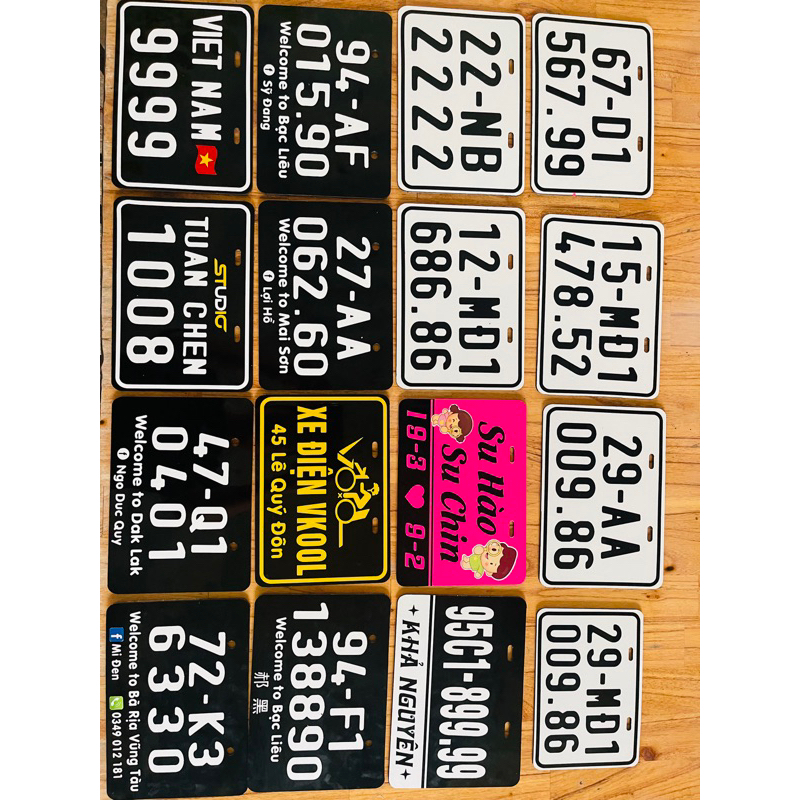 67-D1
567.99
15-MĐ1
478.52
29-AA
009.86
29-MĐ1
009.86
22-NB
2222
12-MĐ1
686.86
Su Hào
Su Chin
19-3 ♥ 9-2
95C1-899.99
KHẢ NGUYÊN
94-AF
015.90
Welcome to Bạc Liêu
Sỹ Đang
27-AA
062.60
Welcome to Mai Sơn
Lợi Hồ
XE ĐIỆN VKOOL
45 Lê Quý Đôn
94-F1
138890
Welcome to Bạc Liêu
郝黑
VIET NAM
9999
STUDIO
TUAN CHEN
1008
47-Q1
0401
Welcome to Dak Lak
Ngo Duc Quy
72-K3
6330
Welcome to Bà Rịa Vũng Tàu
Mi Đen 0349 012 181